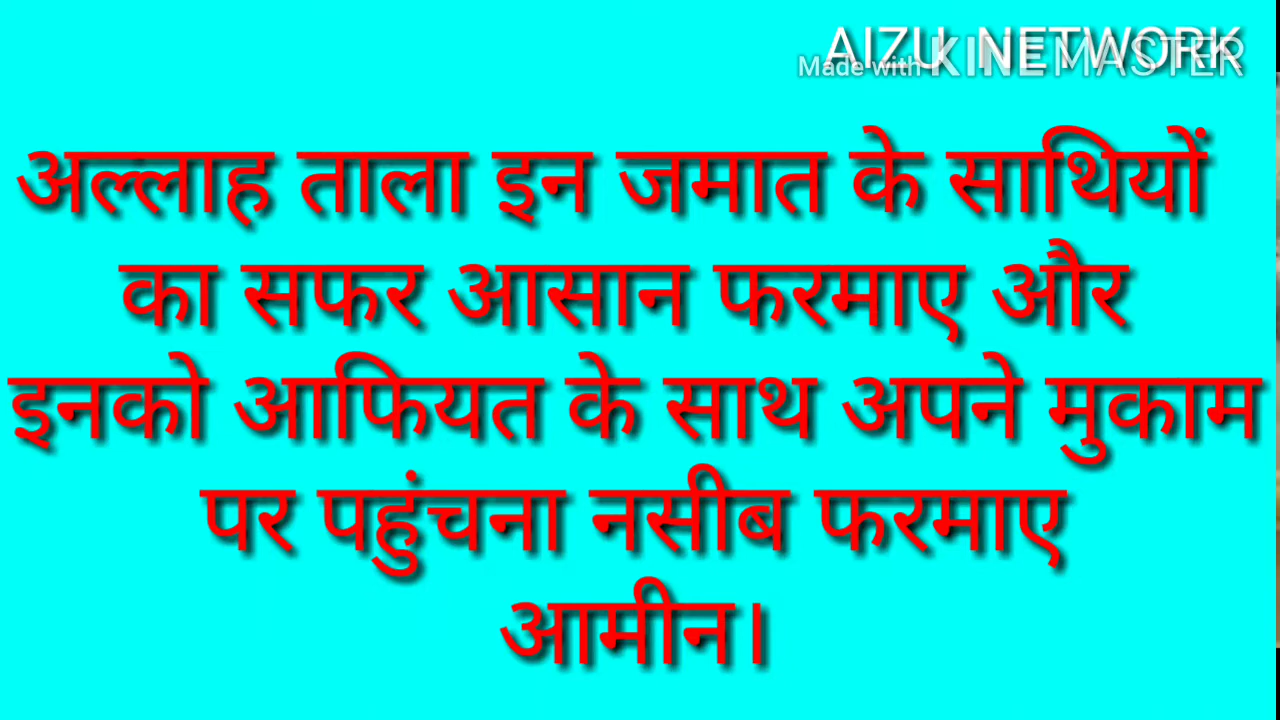 AIZU NETWORK
Made with KINEMASTER
अल्लाह ताला इन जमात के साथियों
का सफर आसान फरमाए और
इनको आफियत के साथ अपने मुकाम
पर पहुंचना नसीब फरमाए
आमीन।